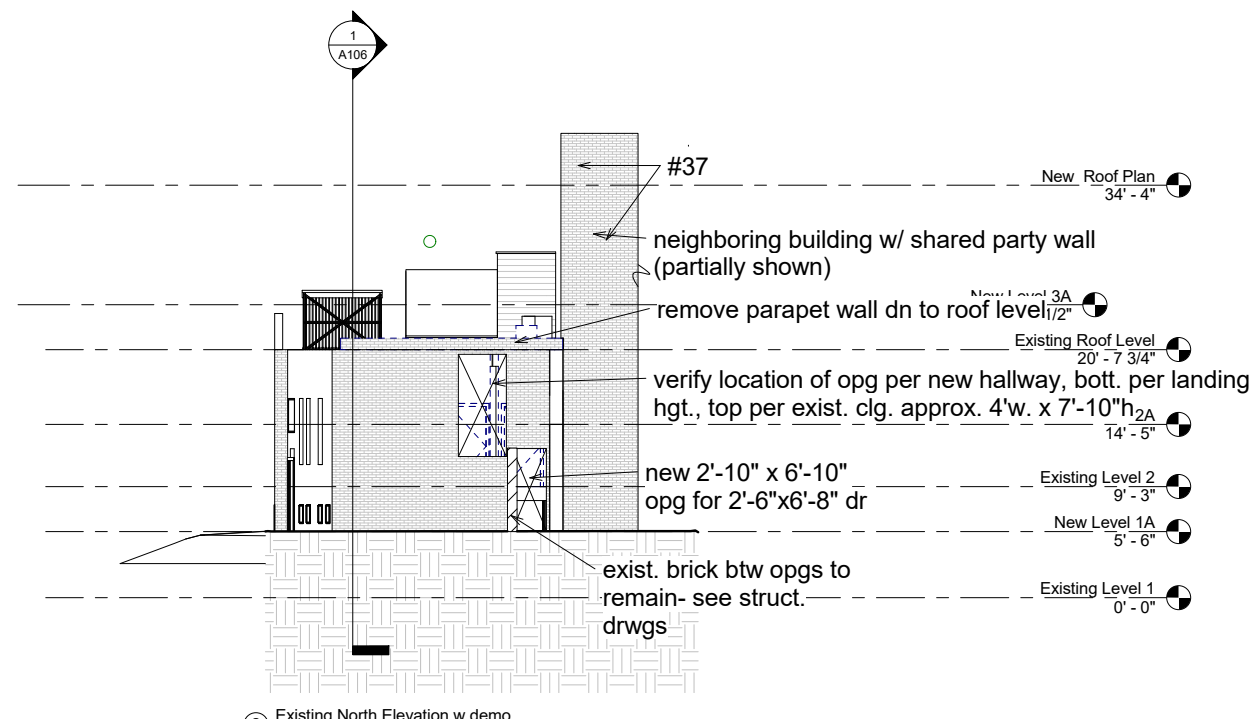 1
A106
#37
New Roof Plan
34' - 4"
neighboring building w/ shared party wall
(partially shown)
New Level 3A
remove parapet wall dn to roof level
1/2"
Existing Roof Level
20' - 7 3/4"
verify location of opg per new hallway, bott. per landing
hgt., top per exist. clg. approx. 4'w. x 7'-10"h
2A
14' - 5"
new 2'-10" x 6'-10"
opg for 2'-6"x6'-8" dr
Existing Level 2
9' - 3"
New Level 1A
5' - 6"
exist. brick btw opgs to
remain- see struct.
drwgs
Existing Level 1
0' - 0"
Existing North Elevation w demo